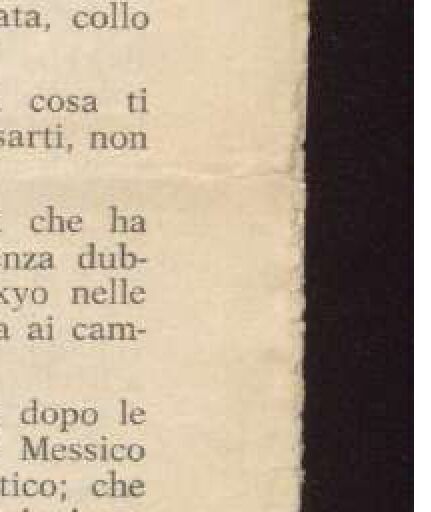 ata, collo
cosa ti
sarti, non
che ha
nza dub-
kyo nelle
a ai cam-
dopo le
Messico
tico; che